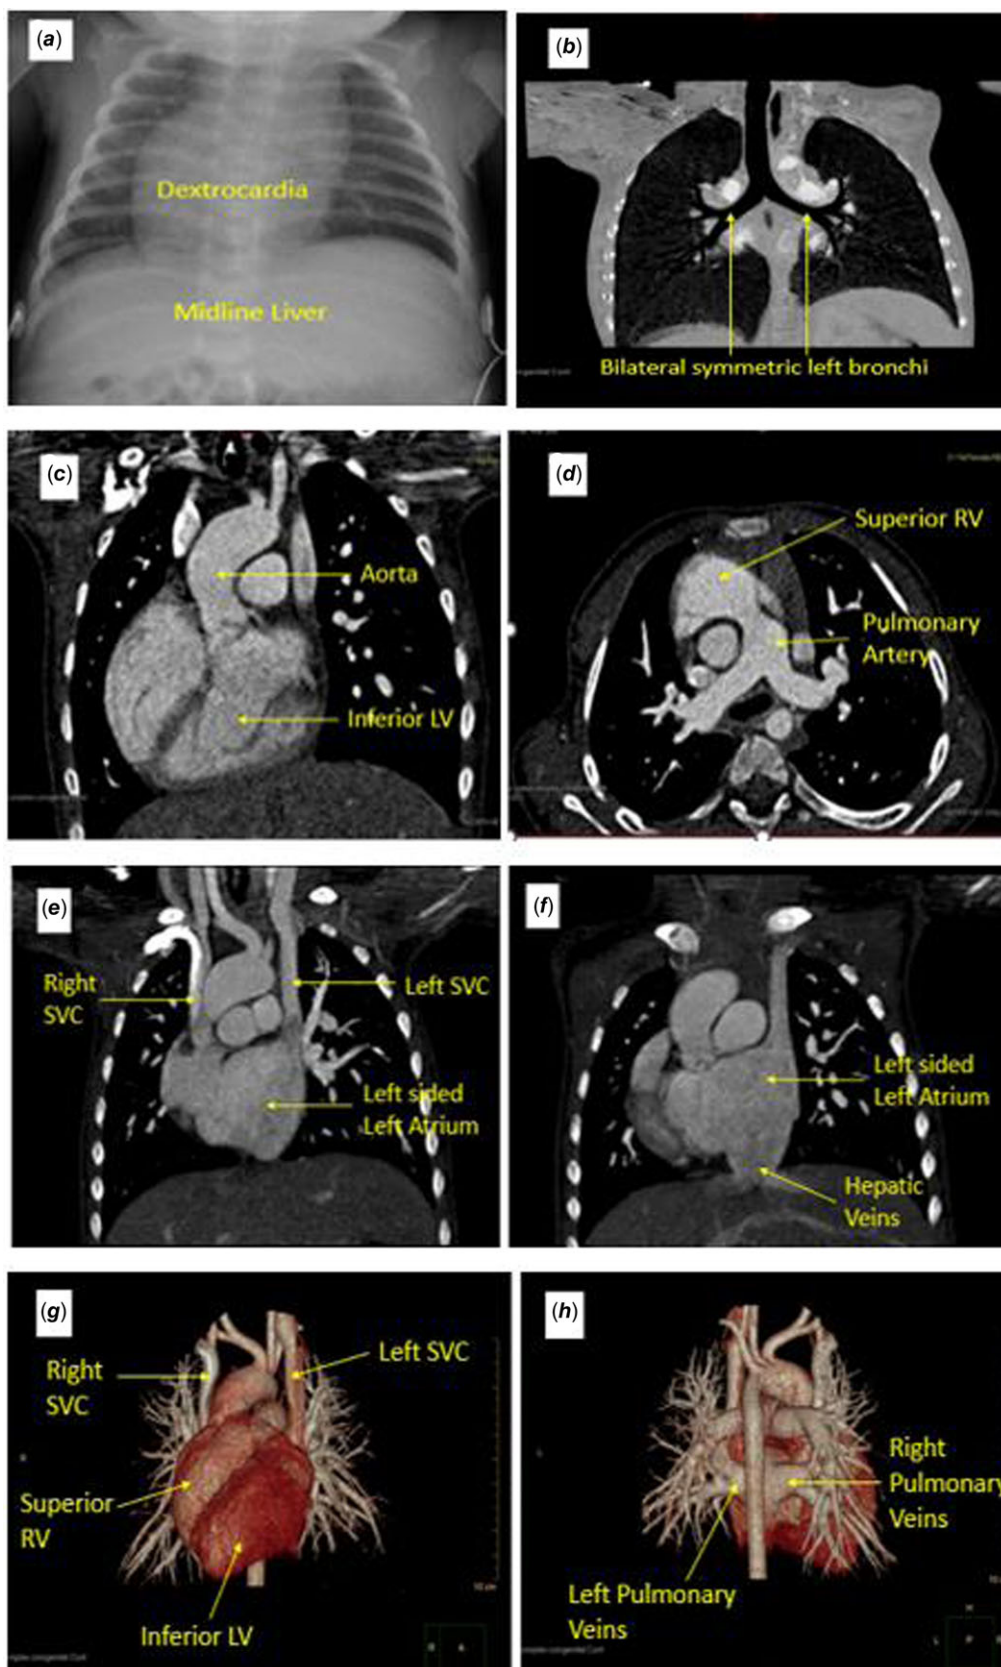 (a)
Dextrocardia
Midline Liver
(b)
Bilateral symmetric left bronchi
(c)
Aorta
Inferior LV
(d)
Superior RV
Pulmonary
Artery
(e)
Right
SVC
Left SVC
Left sided
Left Atrium
(f)
Left sided
Left Atrium
Hepatic
Veins
(g)
Right
SVC
Left SVC
Superior
RV
Inferior LV
(h)
Right
Pulmonary
Veins
Left Pulmonary
Veins